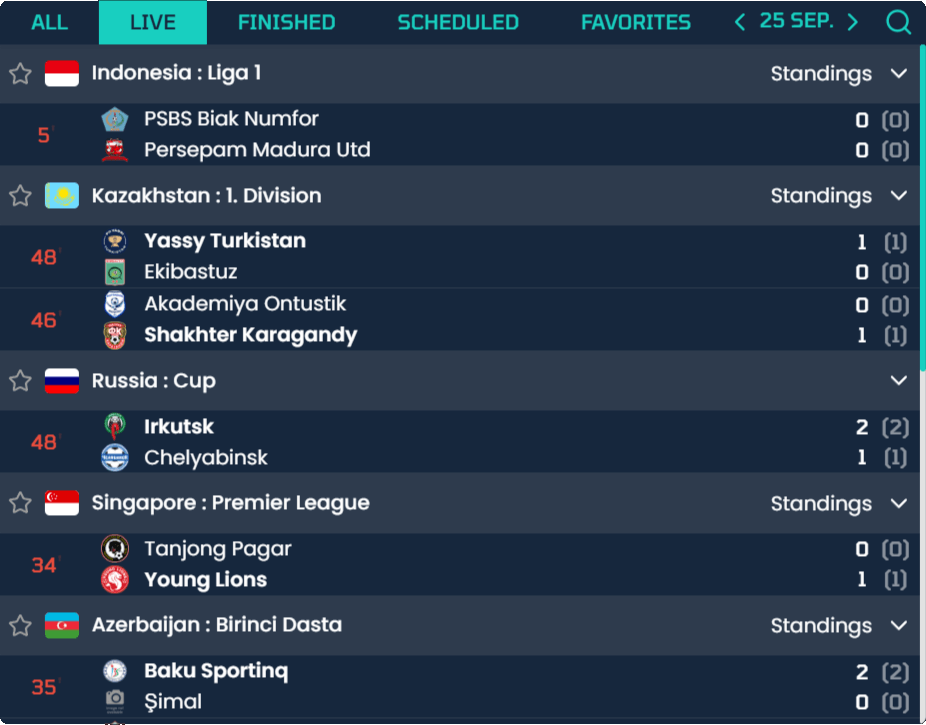 ALL LIVE FINISHED SCHEDULED FAVORITES 25 SEP.
Indonesia : Liga 1 Standings
5'
PSBS Biak Numfor 0 (0)
Persepam Madura Utd 0 (0)
Kazakhstan : 1. Division Standings
48'
Yassy Turkistan 1 (1)
Ekibastuz 0 (0)
46'
Akademiya Ontustik 0 (0)
Shakhter Karagandy 1 (1)
Russia : Cup
48'
Irkutsk 2 (2)
Chelyabinsk 1 (1)
Singapore : Premier League Standings
34'
Tanjong Pagar 0 (0)
Young Lions 1 (1)
Azerbaijan : Birinci Dasta Standings
35'
Baku Sportinq 2 (2)
Şimal 0 (0)